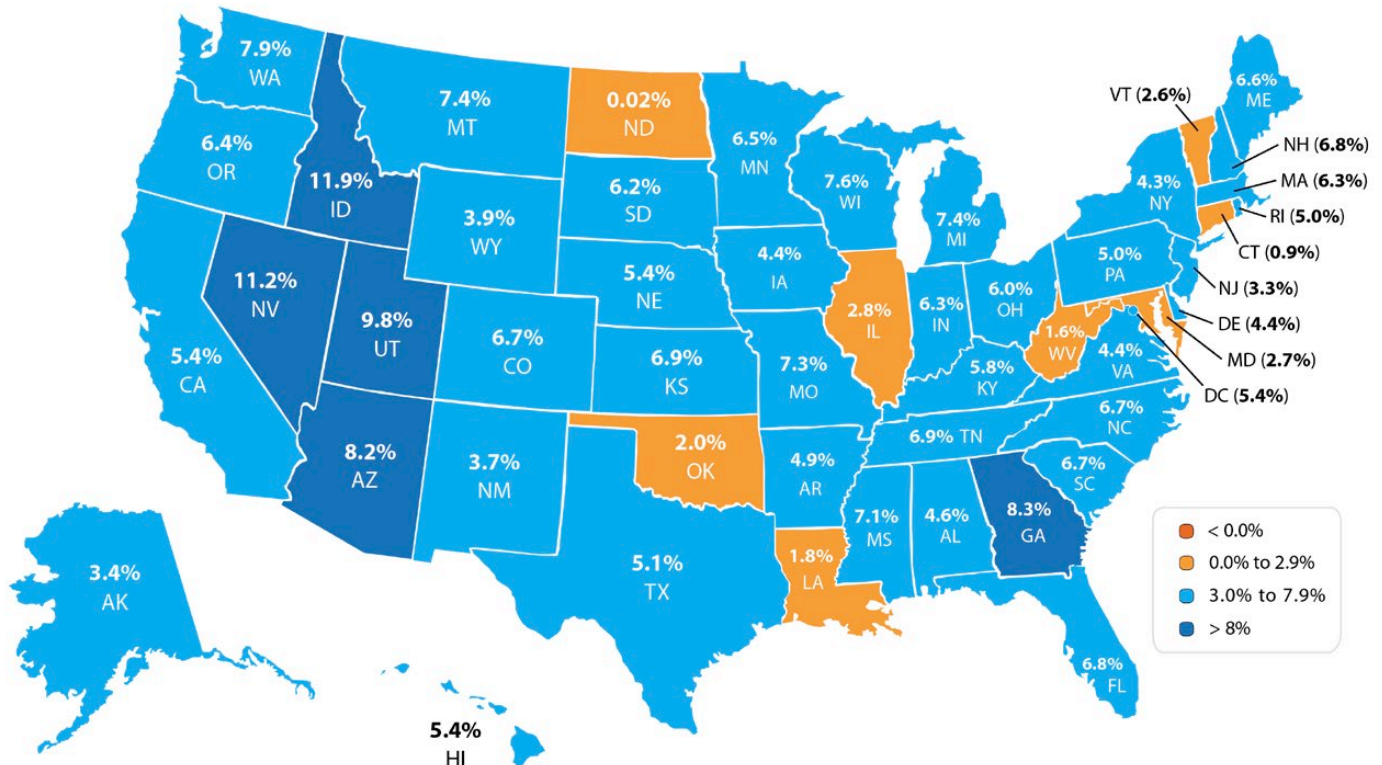 7.9%
WA
6.4%
OR
11.9%
ID
7.4%
MT
0.02%
ND
6.5%
MN
3.9%
WY
6.2%
SD
7.6%
WI
7.4%
MI
4.3%
NY
6.6%
ME
VT (2.6%)
NH (6.8%)
MA (6.3%)
RI (5.0%)
CT (0.9%)
NJ (3.3%)
DE (4.4%)
MD (2.7%)
DC (5.4%)
11.2%
NV
9.8%
UT
5.4%
CA
6.7%
CO
5.4%
NE
4.4%
IA
2.8%
IL
6.3%
IN
6.0%
OH
5.0%
PA
1.6%
WV
4.4%
VA
6.9%
KS
7.3%
MO
5.8%
KY
6.7%
NC
6.9% TN
8.2%
AZ
3.7%
NM
2.0%
OK
4.9%
AR
6.7%
SC
7.1%
MS
4.6%
AL
8.3%
GA
5.1%
TX
1.8%
LA
6.8%
FL
3.4%
AK
5.4%
HI
< 0.0%
0.0% to 2.9%
3.0% to 7.9%
> 8%